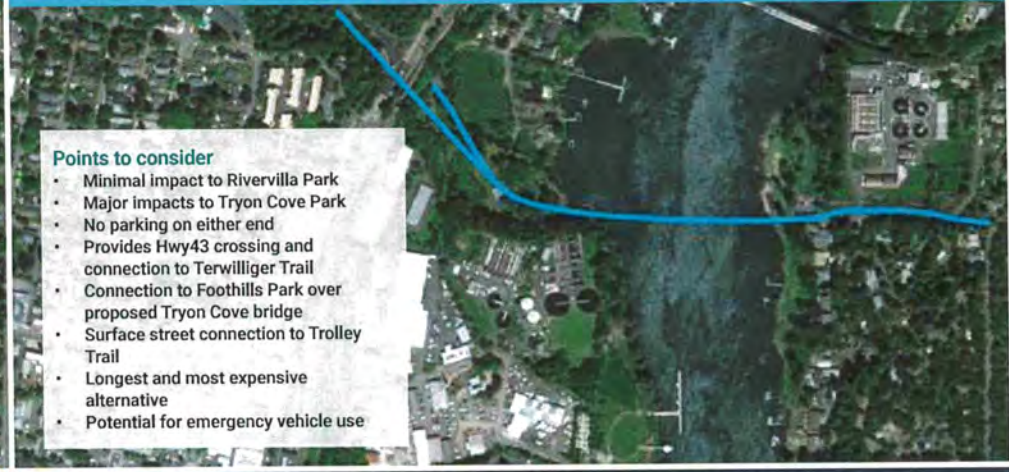 Points to consider
• Minimal impact to Rivervilla Park
• Major impacts to Tryon Cove Park
• No parking on either end
• Provides Hwy43 crossing and
connection to Terwilliger Trail
• Connection to Foothills Park over
proposed Tryon Cove bridge
• Surface street connection to Trolley
Trail
• Longest and most expensive
alternative
• Potential for emergency vehicle use